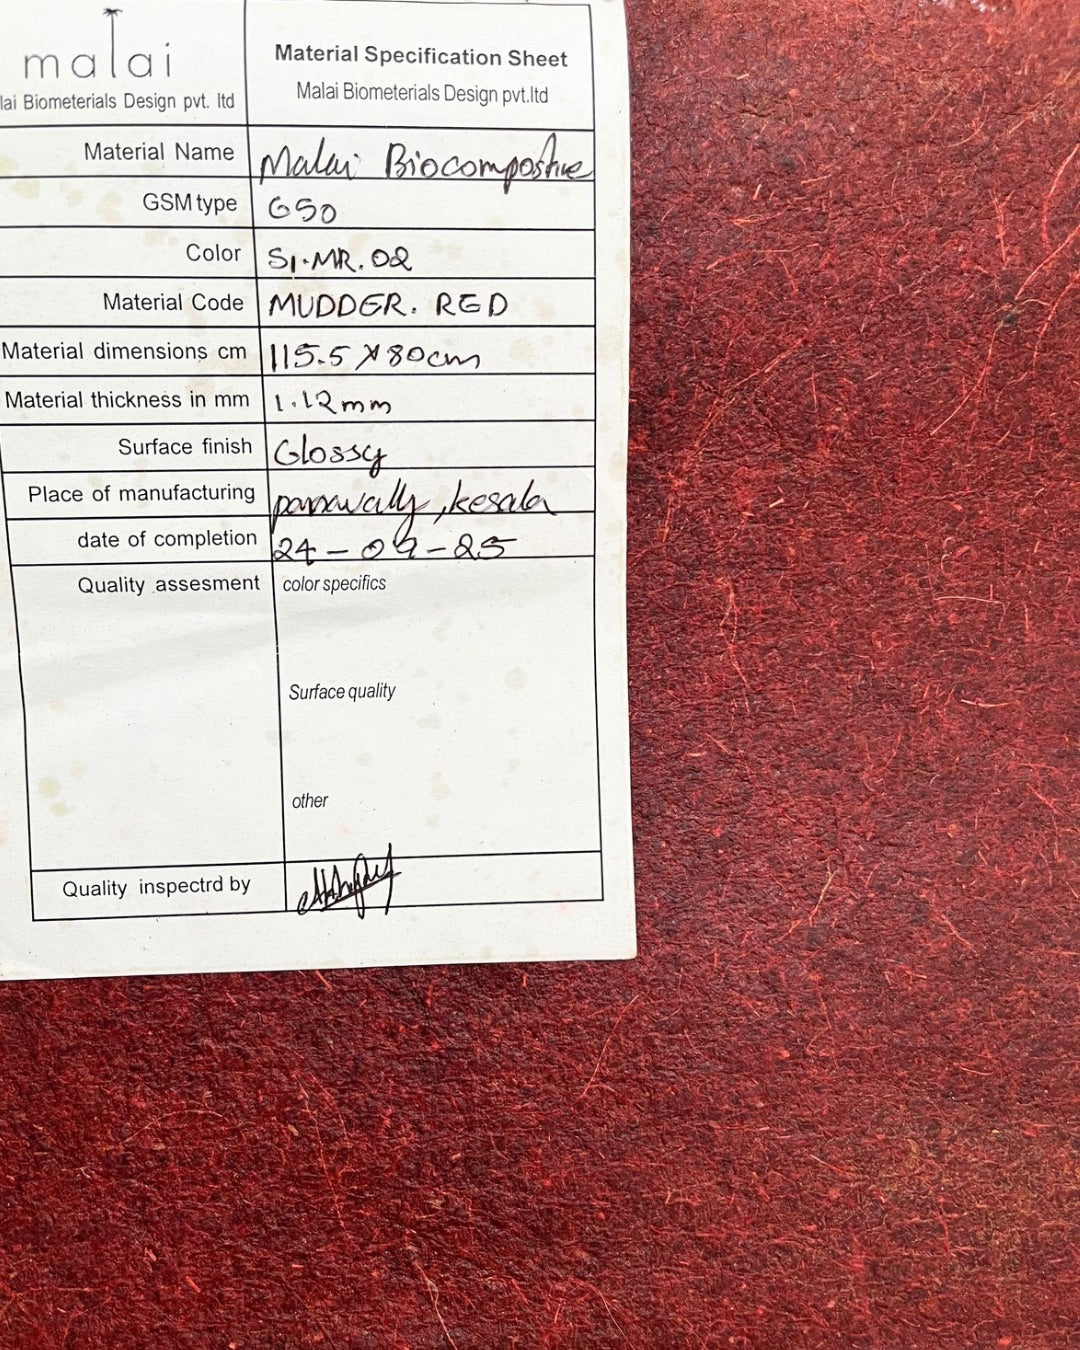 malai
lai Biometerials Design pvt. ltd
Material Specification Sheet
Malai Biometerials Design pvt.ltd
Material Name Malai Biocompostive
GSM type 650
Color S1.MR.02
Material Code MUDDER. RED
Material dimensions cm 115.5 X 80cm
Material thickness in mm 1.12mm
Surface finish Glossy
Place of manufacturing
date of completion 24-09-25
Quality assesment color specifics
Surface quality
other
Quality inspectrd by